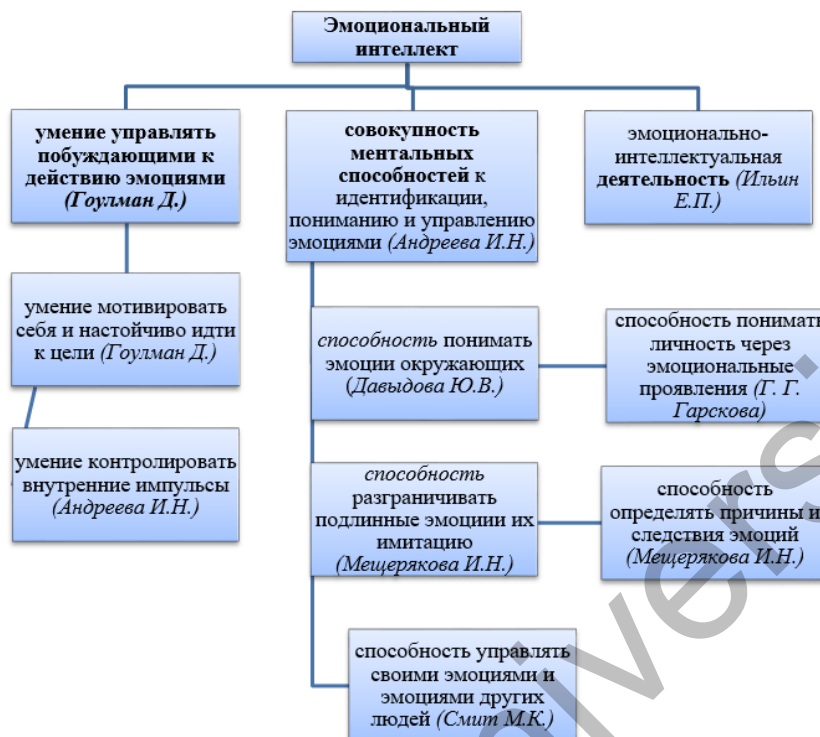 Эмоциональный
интеллект
умение управлять
побуждающими к
действию эмоциями
(Гоулман Д.)
совокупность
ментальных
способностей к
идентификации,
пониманию и управлению
эмоциями (Андреева И.Н.)
эмоционально-
интеллектуальная
деятельность (Ильин
Е.П.)
умение мотивировать
себя и настойчиво идти
к цели (Гоулман Д.)
способность понимать
эмоции окружающих
(Давыдова Ю.В.)
способность понимать
личность через
эмоциональные
проявления (Г. Г.
Гарскова)
умение контролировать
внутренние импульсы
(Андреева И.Н.)
способность
разграничивать
подлинные эмоциии их
имитацию
(Мещерякова И.Н.)
способность
определять причины и
следствия эмоций
(Мещерякова И.Н.)
способность управлять
своими эмоциями и
эмоциями других
людей (Смит М.К.)